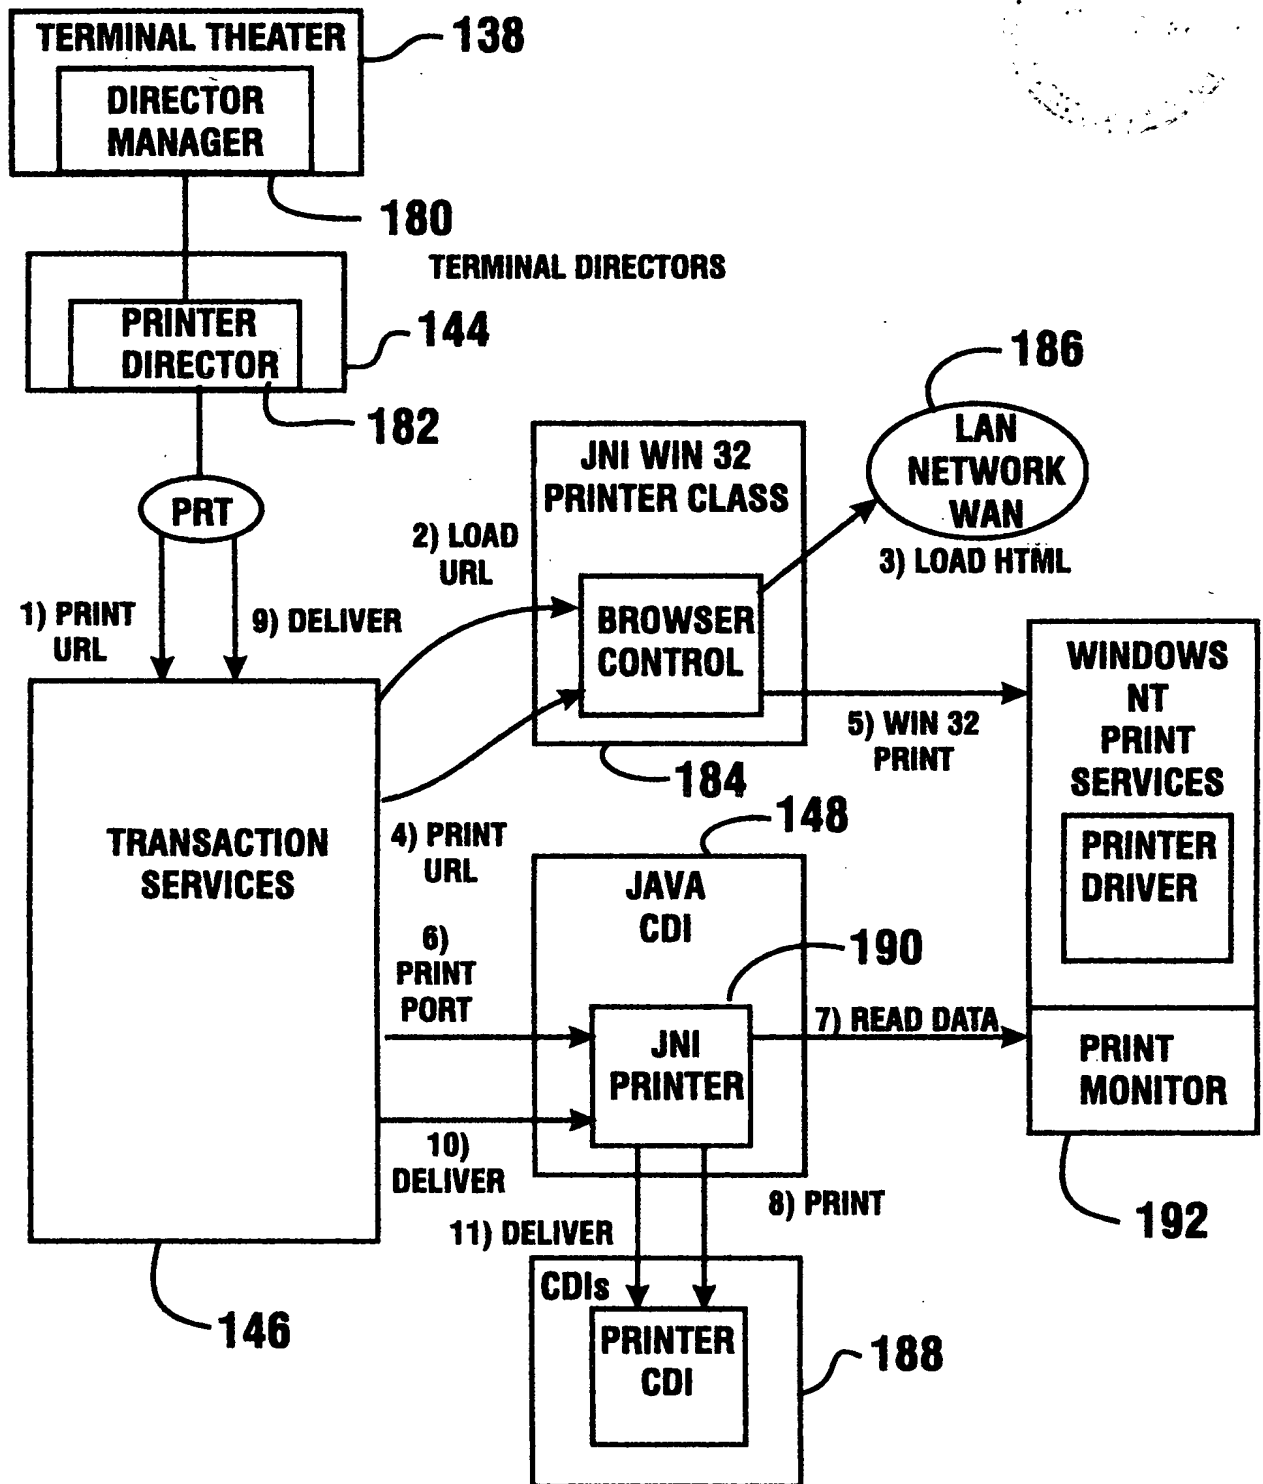 TERMINAL THEATER
138
DIRECTOR
MANAGER
180
TERMINAL DIRECTORS
PRINTER
DIRECTOR
144
182
PRT
1) PRINT
URL
9) DELIVER
2) LOAD
URL
JNI WIN 32
PRINTER CLASS
186
LAN
NETWORK
WAN
3) LOAD HTML
BROWSER
CONTROL
184
5) WIN 32
PRINT
WINDOWS
NT
PRINT
SERVICES
PRINTER
DRIVER
TRANSACTION
SERVICES
146
4) PRINT
URL
148
JAVA
CDI
190
6)
PRINT
PORT
JNI
PRINTER
7) READ DATA
PRINT
MONITOR
192
10)
DELIVER
11) DELIVER
8) PRINT
CDIs
PRINTER
CDI
188